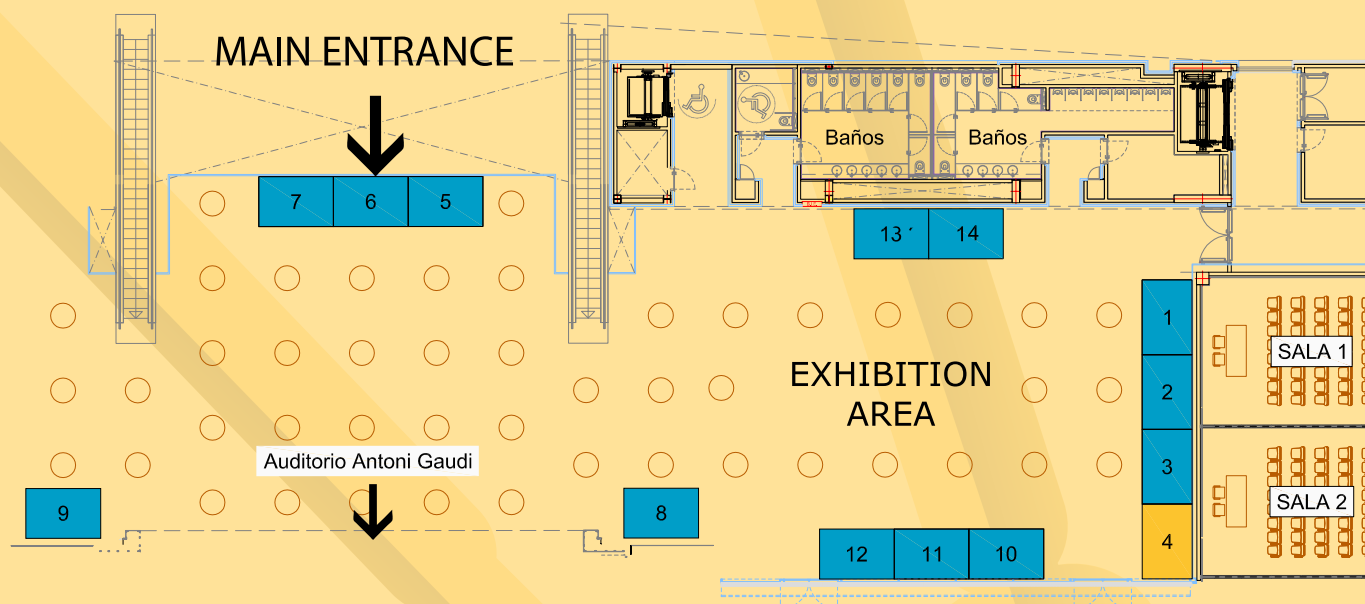 MAIN ENTRANCE
Baños
Baños
7
6
5
13 ´
14
1
EXHIBITION
AREA
SALA 1
2
Auditorio Antoni Gaudi
3
SALA 2
9
8
4
12
11
10